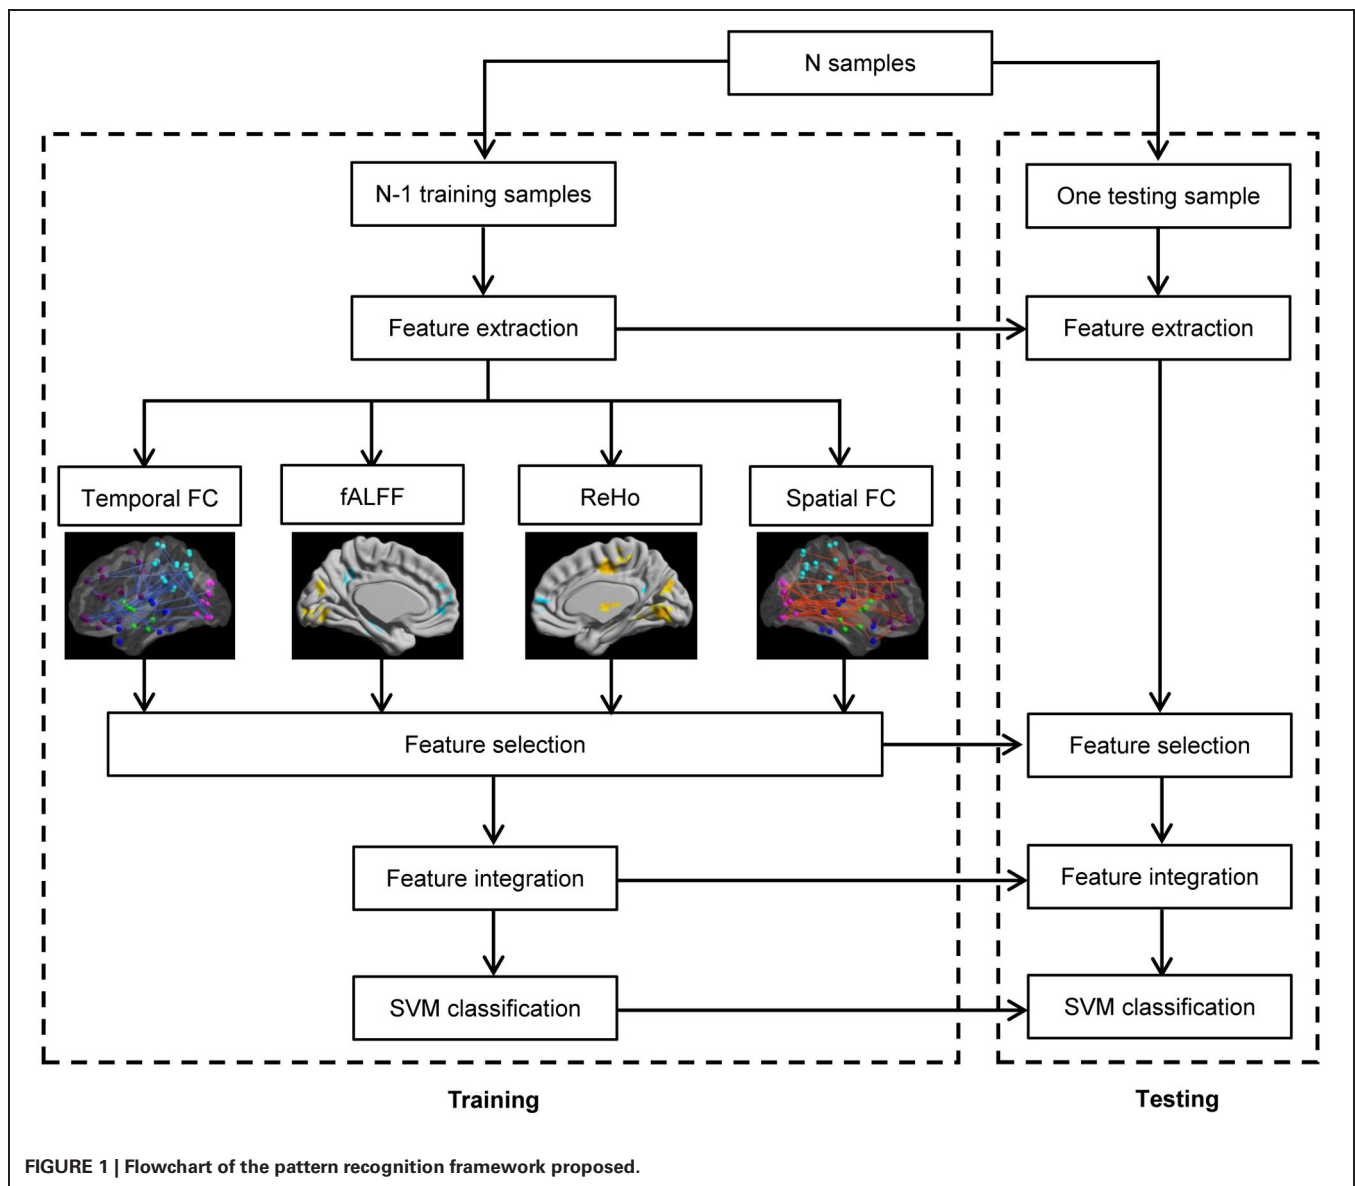 N samples
N-1 training samples
One testing sample
Feature extraction
Feature extraction
Temporal FC
fALFF
ReHo
Spatial FC
Feature selection
Feature selection
Feature integration
Feature integration
SVM classification
SVM classification
Training
Testing
FIGURE 1 | Flowchart of the pattern recognition framework proposed.